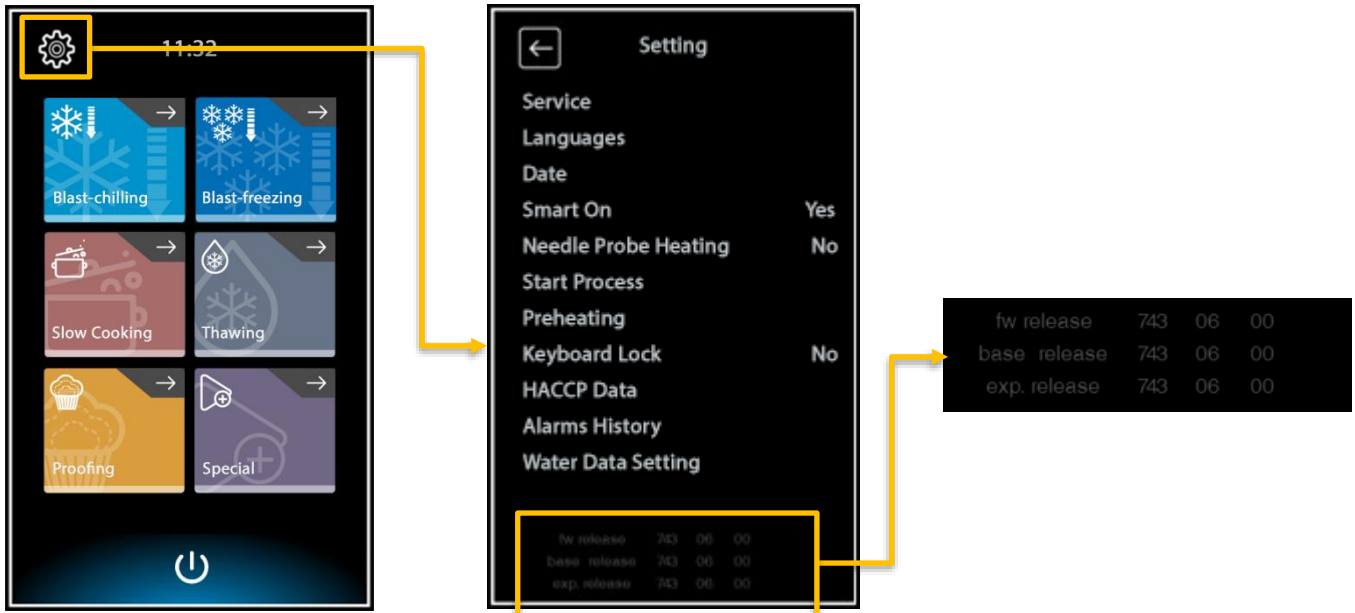 11:32
Blast-chilling
Blast-freezing
Slow Cooking
Thawing
Proofing
Special
Setting
Service
Languages
Date
Smart On Yes
Needle Probe Heating No
Start Process
Preheating
Keyboard Lock No
HACCP Data
Alarms History
Water Data Setting
fw release 743 06 00
base release 743 06 00
exp. release 743 06 00
fw release 743 06 00
base release 743 06 00
exp. release 743 06 00